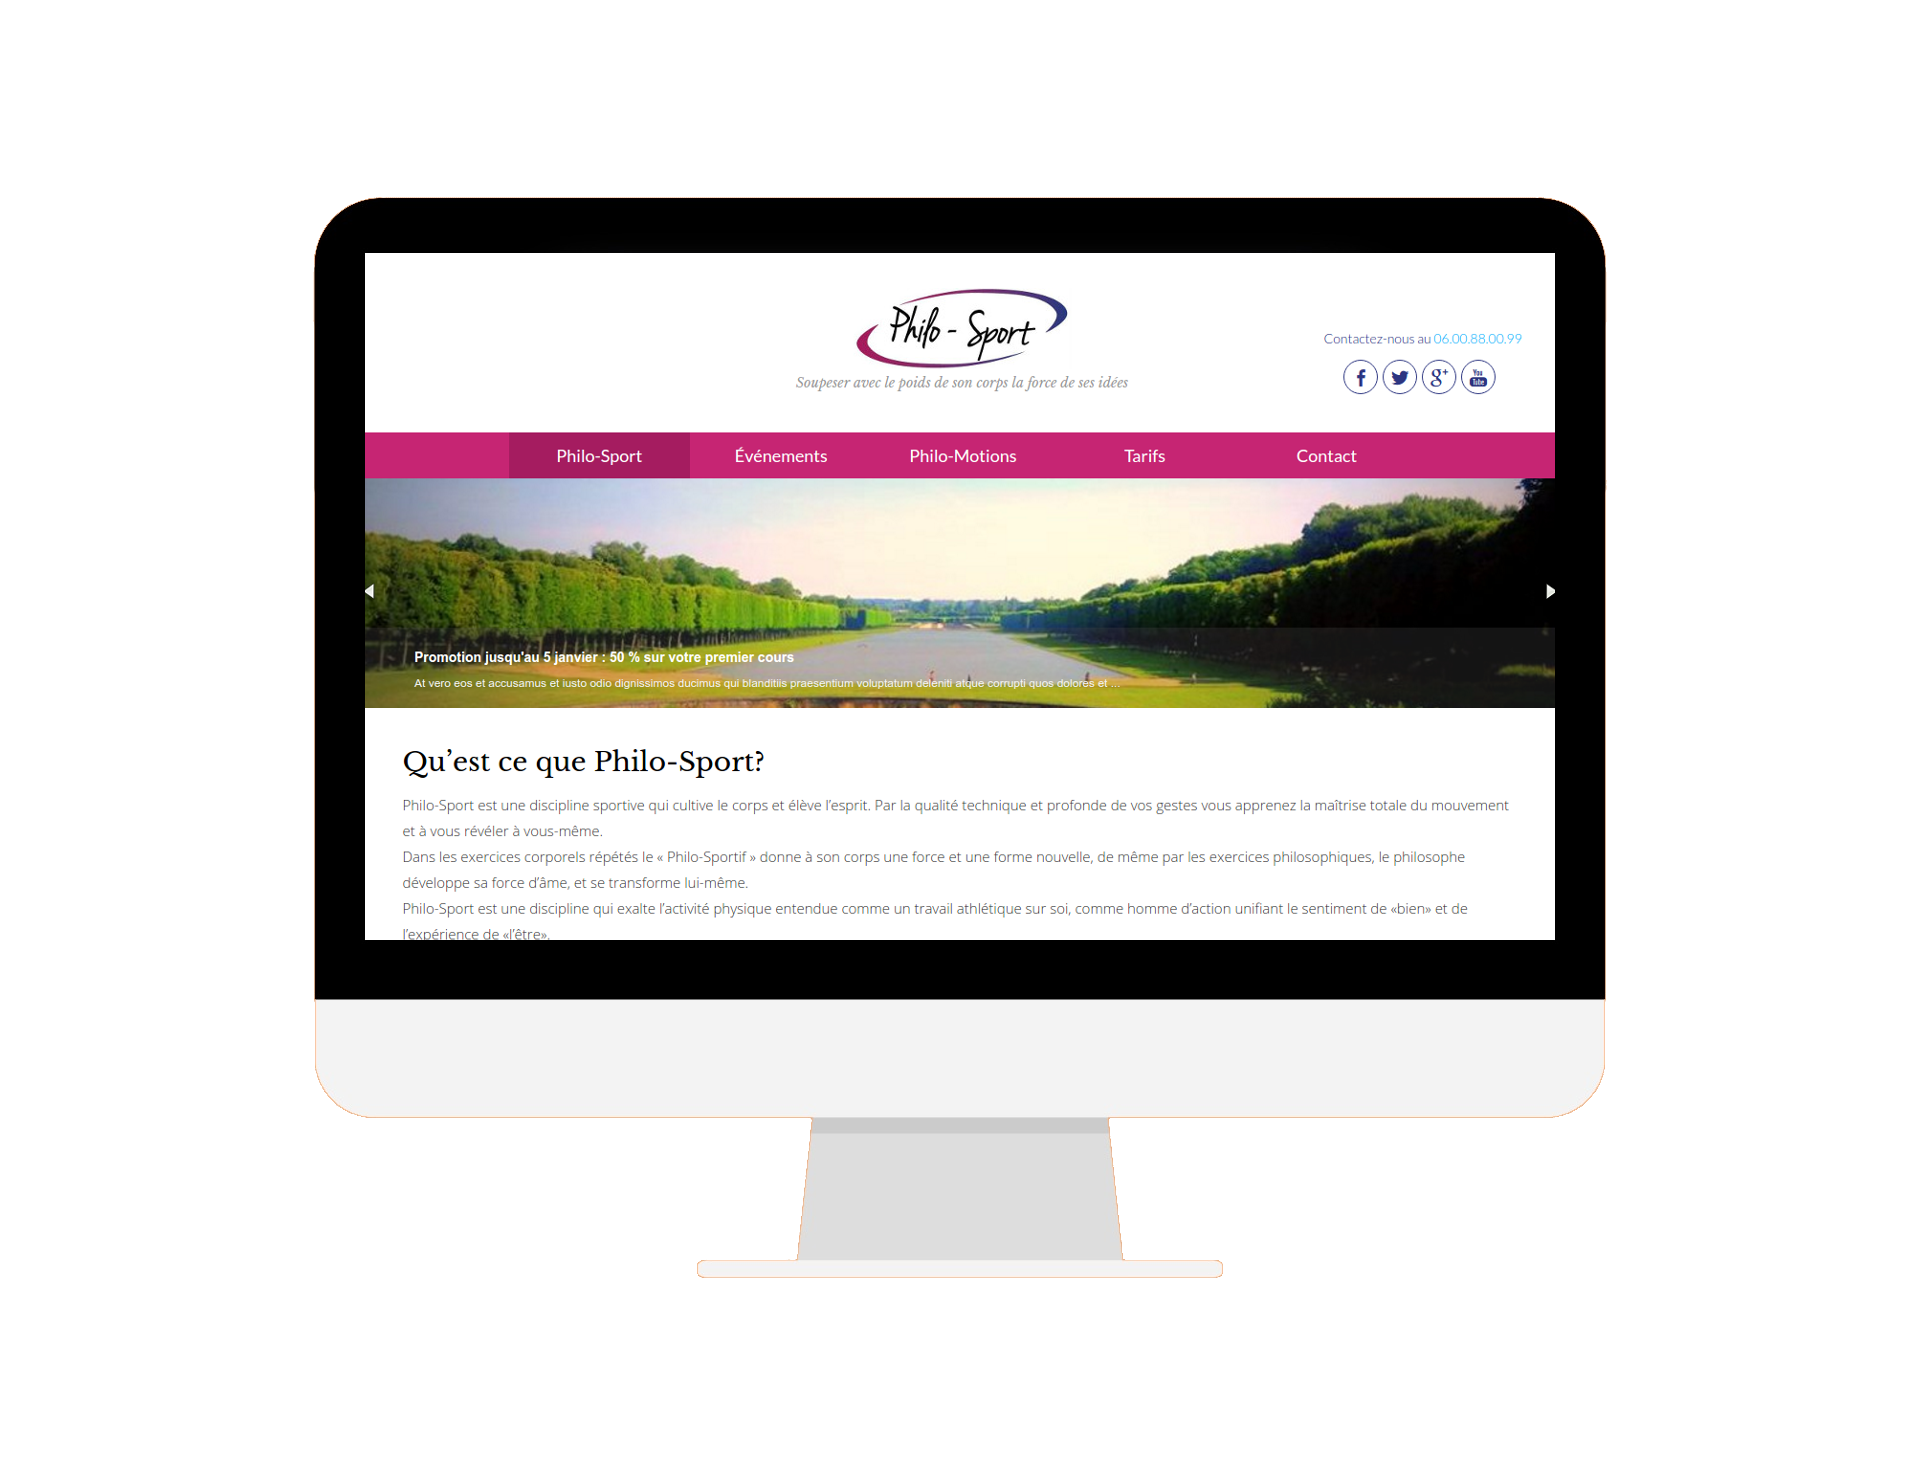 Philo - Sport
Soupeser avec le poids de son corps la force de ses idées
Contactez-nous au 06.00.88.00.99
f g+ You Tube
Philo-Sport Événements Philo-Motions Tarifs Contact
Promotion jusqu'au 5 janvier : 50 % sur votre premier cours
At vero eos et accusamus et iusto odio dignissimos ducimus qui blanditiis praesentium voluptatum deleniti atque corrupti quos dolores et ...
Qu’est ce que Philo-Sport?
Philo-Sport est une discipline sportive qui cultive le corps et élève l’esprit. Par la qualité technique et profonde de vos gestes vous apprenez la maîtrise totale du mouvement
et à vous révéler à vous-même.
Dans les exercices corporels répétés le « Philo-Sportif » donne à son corps une force et une forme nouvelle, de même par les exercices philosophiques, le philosophe
développe sa force d’âme, et se transforme lui-même.
Philo-Sport est une discipline qui exalte l’activité physique entendue comme un travail athlétique sur soi, comme homme d’action unifiant le sentiment de «bien» et de
l’expérience de «l’être».